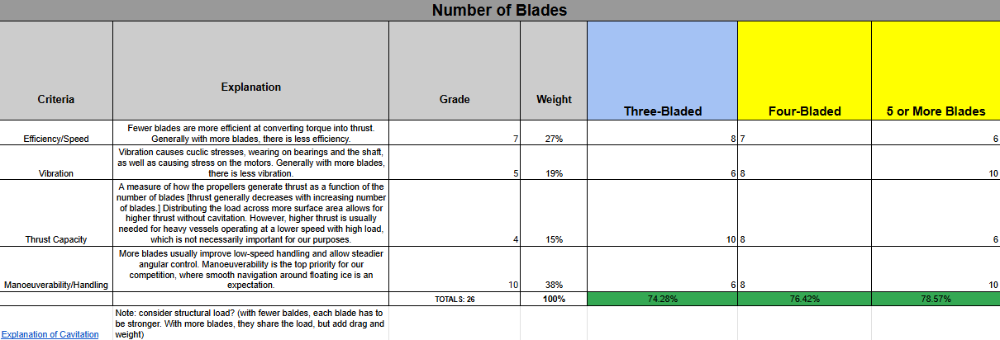 Number of Blades
Criteria
Explanation
Grade
Weight
Three-Bladed
Four-Bladed
5 or More Blades
Efficiency/Speed
Fewer blades are more efficient at converting torque into thrust.
Generally with more blades, there is less efficiency.
7
27%
8
7
6
Vibration
Vibration causes cuclic stresses, wearing on bearings and the shaft,
as well as causing stress on the motors. Generally with more blades,
there is less vibration.
5
19%
6
8
10
Thrust Capacity
A measure of how the propellers generate thrust as a function of the
number of blades [thrust generally decreases with increasing number
of blades.] Distributing the load across more surface area allows for
higher thrust without cavitation. However, higher thrust is usually
needed for heavy vessels operating at a lower speed with high load,
which is not necessarily important for our purposes.
4
15%
10
8
6
Manoeuverability/Handling
More blades usually improve low-speed handling and allow steadier
angular control. Manoeuverability is the top priority for our
competition, where smooth navigation around floating ice is an
expectation.
10
38%
6
8
10
TOTALS: 26
100%
74.28%
76.42%
78.57%
Explanation of Cavitation
Note: consider structural load? (with fewer baldes, each blade has to
be stronger. With more blades, they share the load, but add drag and
weight)